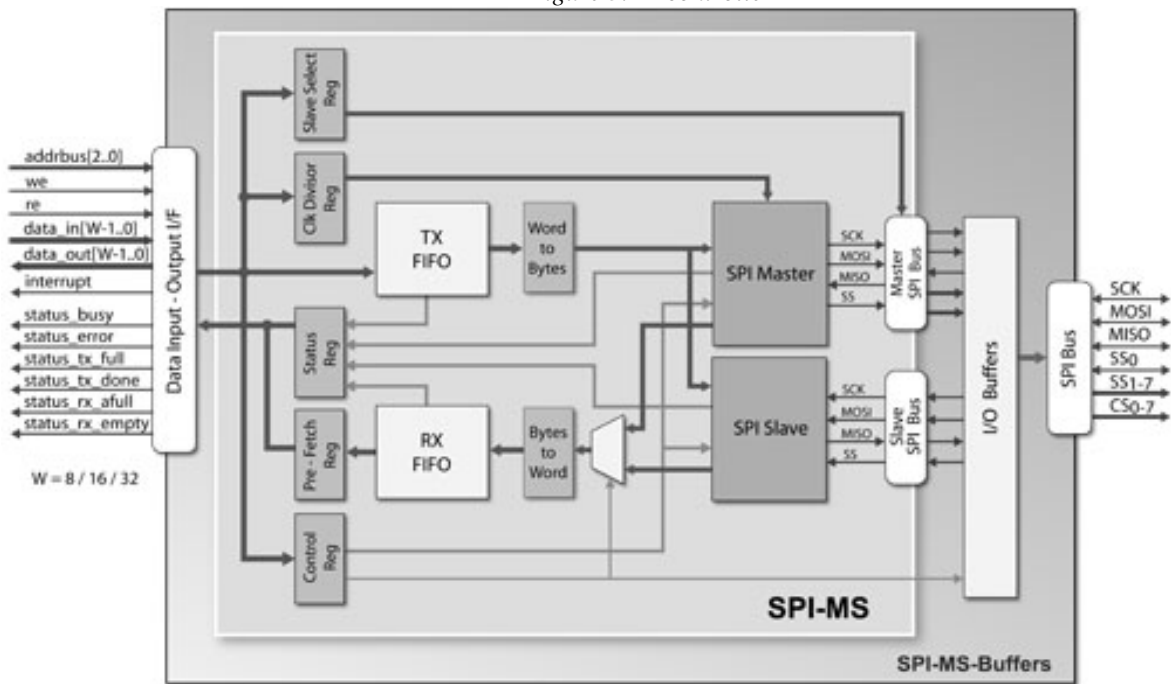 Slave Select
Reg
Clk Divisor
Reg
addrbus[2..0]
we
re
data_in[W-1..0]
data_out[W-1..0]
interrupt
status_busy
status_error
status_tx_full
status_tx_done
status_rx_afull
status_rx_empty
W = 8 / 16 / 32
Data Input - Output I/F
TX
FIFO
Word
to
Bytes
Status
Reg
Pre - Fetch
Reg
RX
FIFO
Bytes
to
Word
Control
Reg
SPI Master
SCK
MOSI
MISO
SS
Master
SPI Bus
SPI Slave
SCK
MOSI
MISO
SS
Slave
SPI Bus
I/O Buffers
SPI Bus
SCK
MOSI
MISO
SS0
SS1-7
CS0-7
SPI-MS
SPI-MS-Buffers